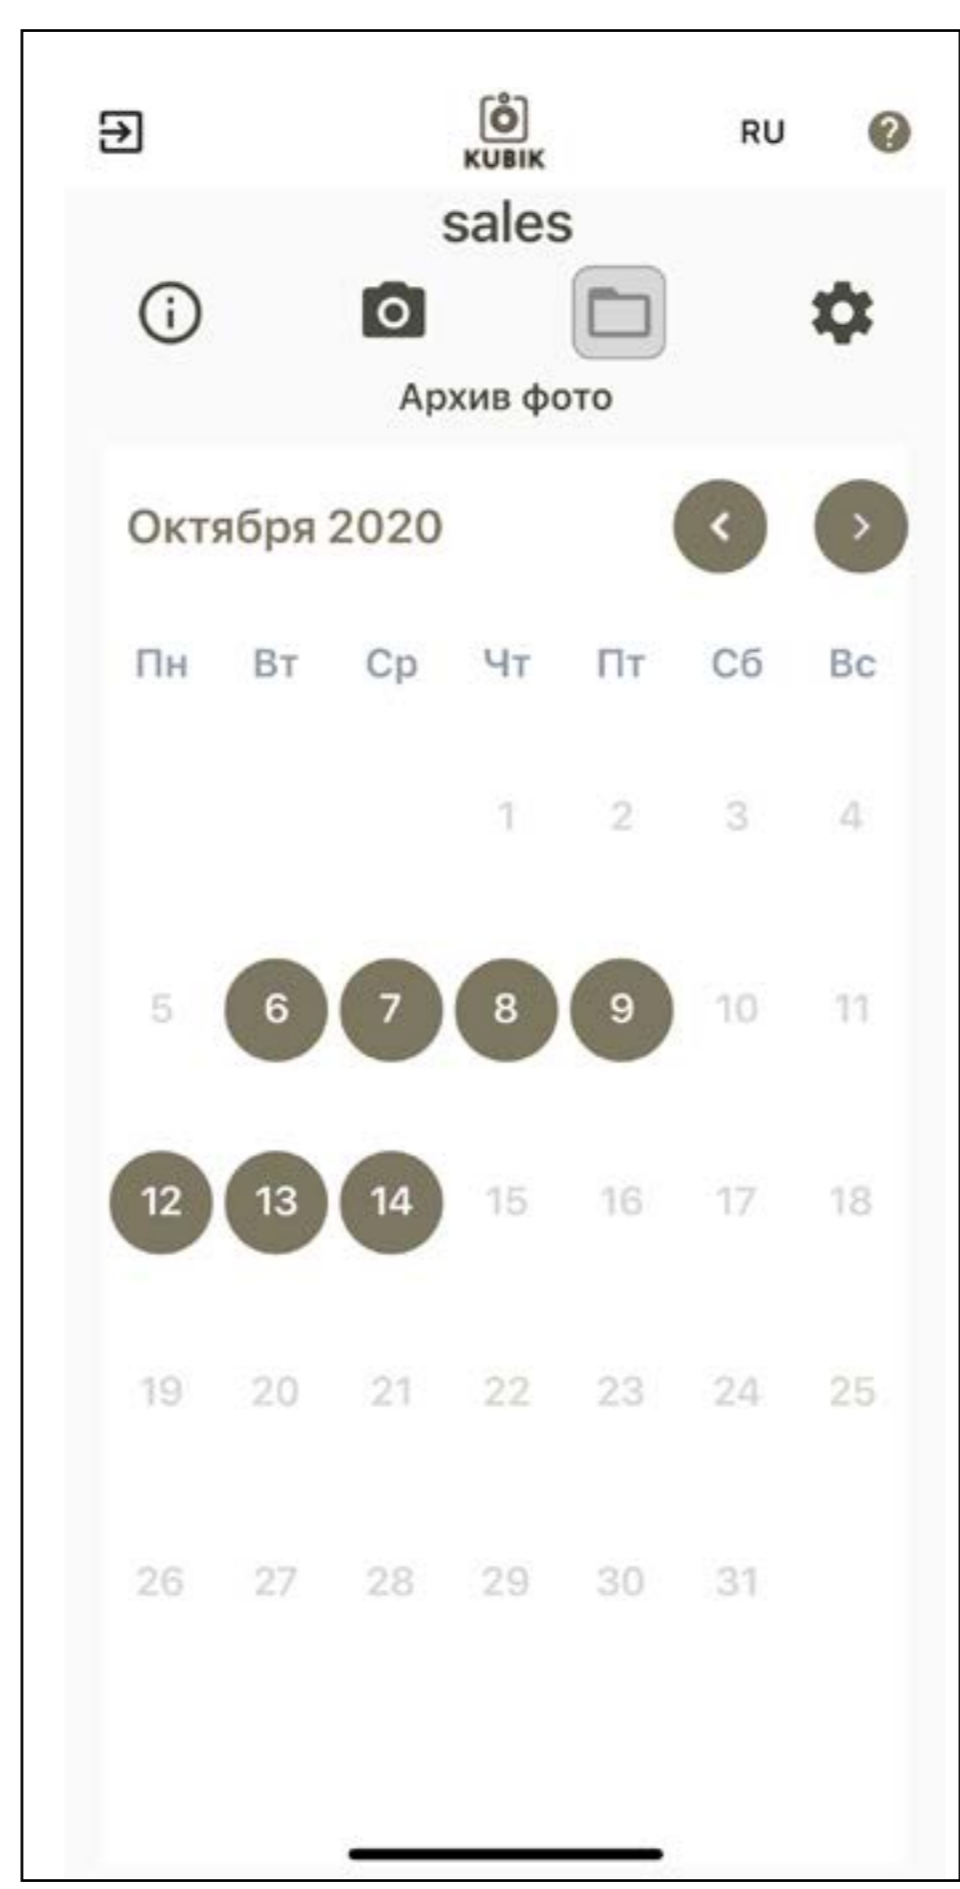 KUBIK
RU
?
sales
Архив фото
Октября 2020
Пн Вт Ср Чт Пт Сб Вс
1 2 3 4
5 6 7 8 9 10 11
12 13 14 15 16 17 18
19 20 21 22 23 24 25
26 27 28 29 30 31